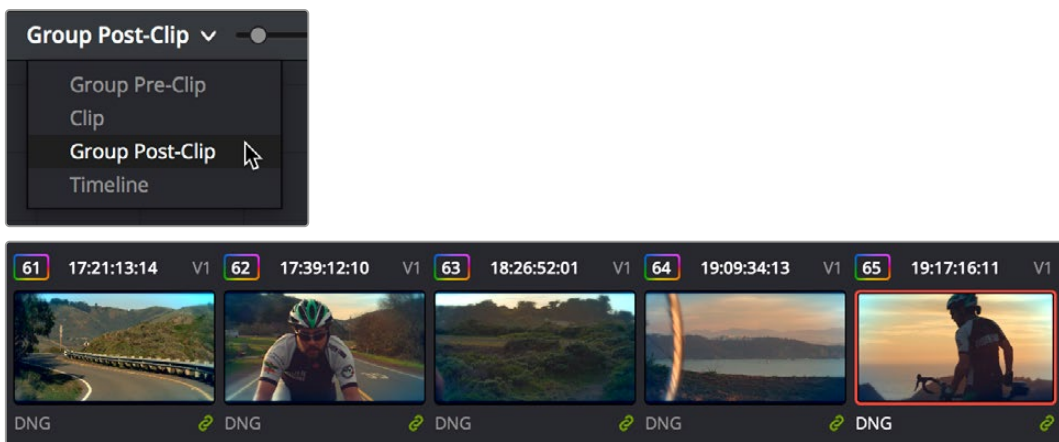 Group Post-Clip
Group Pre-Clip
Clip
Group Post-Clip
Timeline
61 17:21:13:14 V1 62 17:39:12:10 V1 63 18:26:52:01 V1 64 19:09:34:13 V1 65 19:17:16:11 V1
DNG DNG DNG DNG DNG